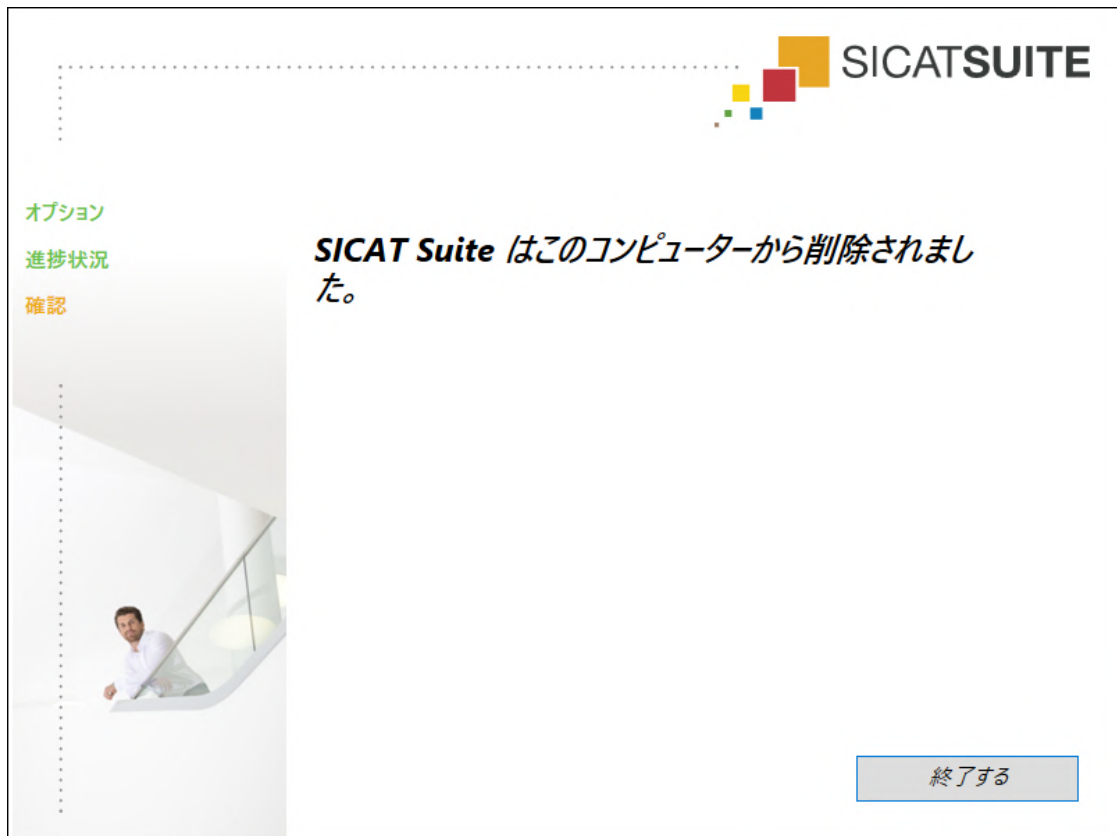 SICATSUITE
オプション
進捗状況
確認
SICAT Suite はこのコンピューターから削除されまし
た。
終了する